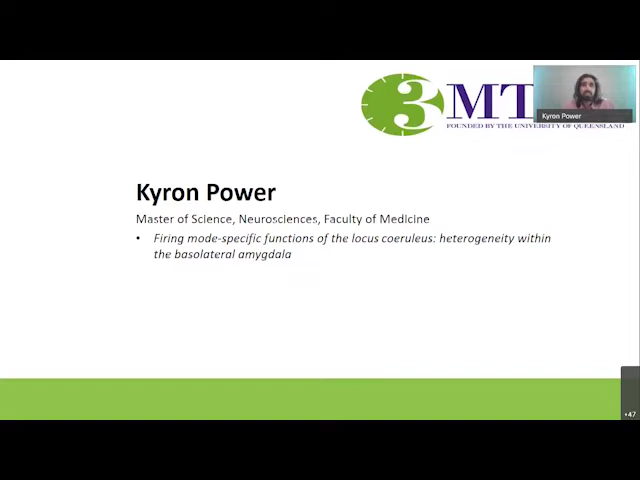 3MT
FOUNDED BY THE UNIVERSITY OF QUEENSLAND
Kyron Power
Kyron Power
Master of Science, Neurosciences, Faculty of Medicine
• Firing mode-specific functions of the locus coeruleus: heterogeneity within
the basolateral amygdala
+47